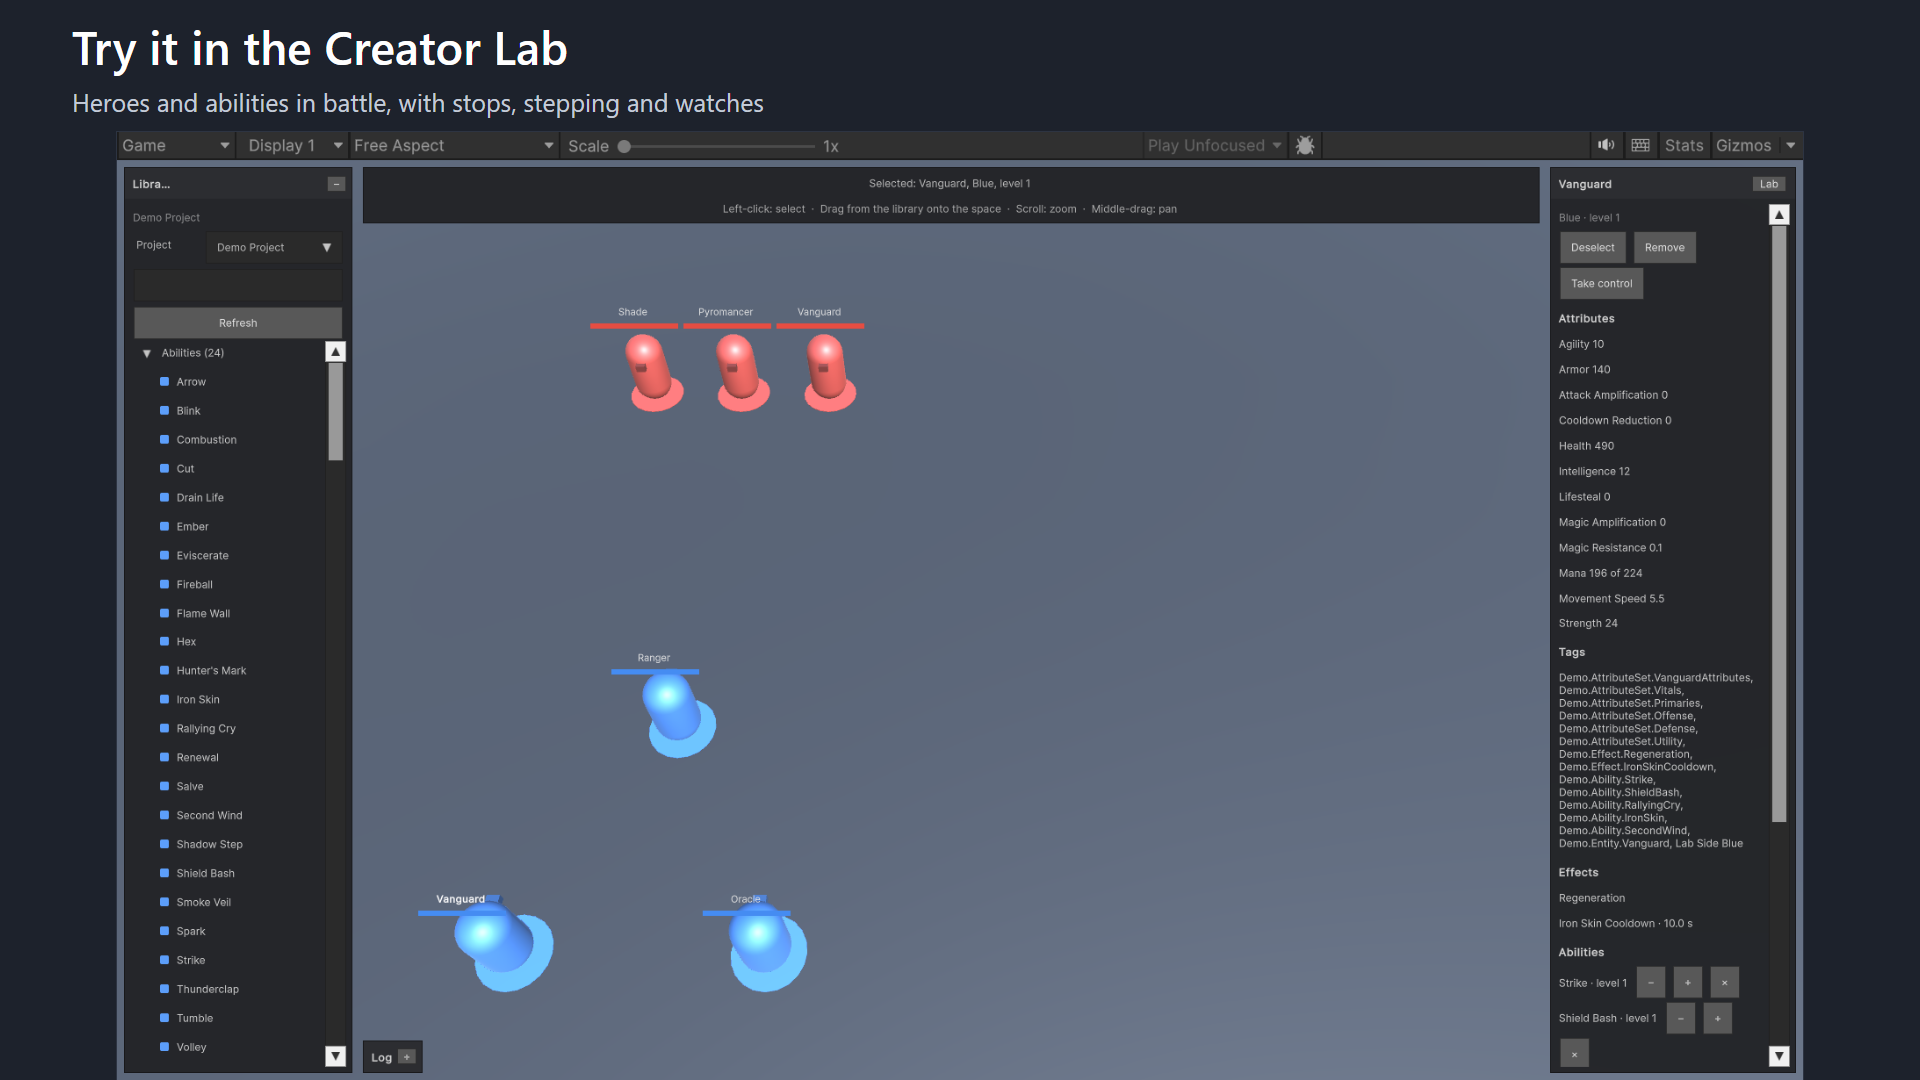 Try it in the Creator Lab
Heroes and abilities in battle, with stops, stepping and watches
Game
Display 1
Free Aspect
Scale
1x
Play Unfocused
Stats
Gizmos
Libra...
−
Demo Project
Project
Demo Project
Refresh
Abilities (24)
Arrow
Blink
Combustion
Cut
Drain Life
Ember
Eviscerate
Fireball
Flame Wall
Hex
Hunter's Mark
Iron Skin
Rallying Cry
Renewal
Salve
Second Wind
Shadow Step
Shield Bash
Smoke Veil
Spark
Strike
Thunderclap
Tumble
Volley
Selected: Vanguard, Blue, level 1
Left-click: select · Drag from the library onto the space · Scroll: zoom · Middle-drag: pan
Shade
Pyromancer
Vanguard
Ranger
Vanguard
Oracle
Log +
Vanguard
Lab
Blue · level 1
Deselect
Remove
Take control
Attributes
Agility 10
Armor 140
Attack Amplification 0
Cooldown Reduction 0
Health 490
Intelligence 12
Lifesteal 0
Magic Amplification 0
Magic Resistance 0.1
Mana 196 of 224
Movement Speed 5.5
Strength 24
Tags
Demo.AttributeSet.VanguardAttributes,
Demo.AttributeSet.Vitals,
Demo.AttributeSet.Primaries,
Demo.AttributeSet.Offense,
Demo.AttributeSet.Defense,
Demo.AttributeSet.Utility,
Demo.Effect.Regeneration,
Demo.Effect.IronSkinCooldown,
Demo.Ability.Strike,
Demo.Ability.ShieldBash,
Demo.Ability.RallyingCry,
Demo.Ability.IronSkin,
Demo.Ability.SecondWind,
Demo.Entity.Vanguard, Lab Side Blue
Effects
Regeneration
Iron Skin Cooldown · 10.0 s
Abilities
Strike · level 1 − + ×
Shield Bash · level 1 − +
×